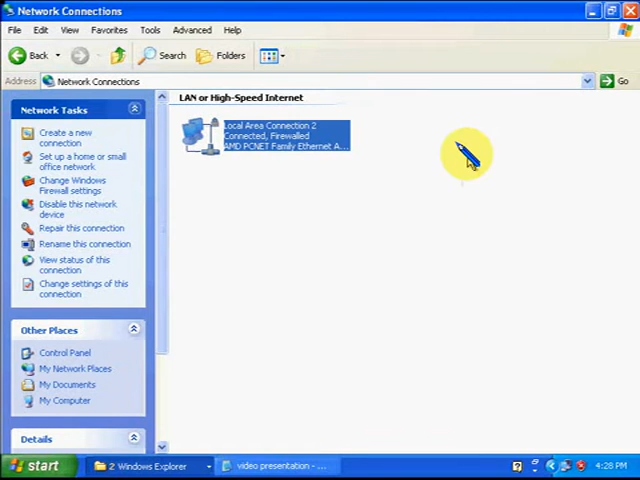 Network Connections
File Edit View Favorites Tools Advanced Help
Back Search Folders
Address Network Connections Go
Network Tasks
Create a new
connection
Set up a home or small
office network
Change Windows
Firewall settings
Disable this network
device
Repair this connection
Rename this connection
View status of this
connection
Change settings of this
connection
Other Places
Control Panel
My Network Places
My Documents
My Computer
Details
LAN or High-Speed Internet
Local Area Connection 2
Connected, Firewalled
AMD PCNET Family Ethernet A...
start 2 Windows Explorer video presentation - ... 4:28 PM